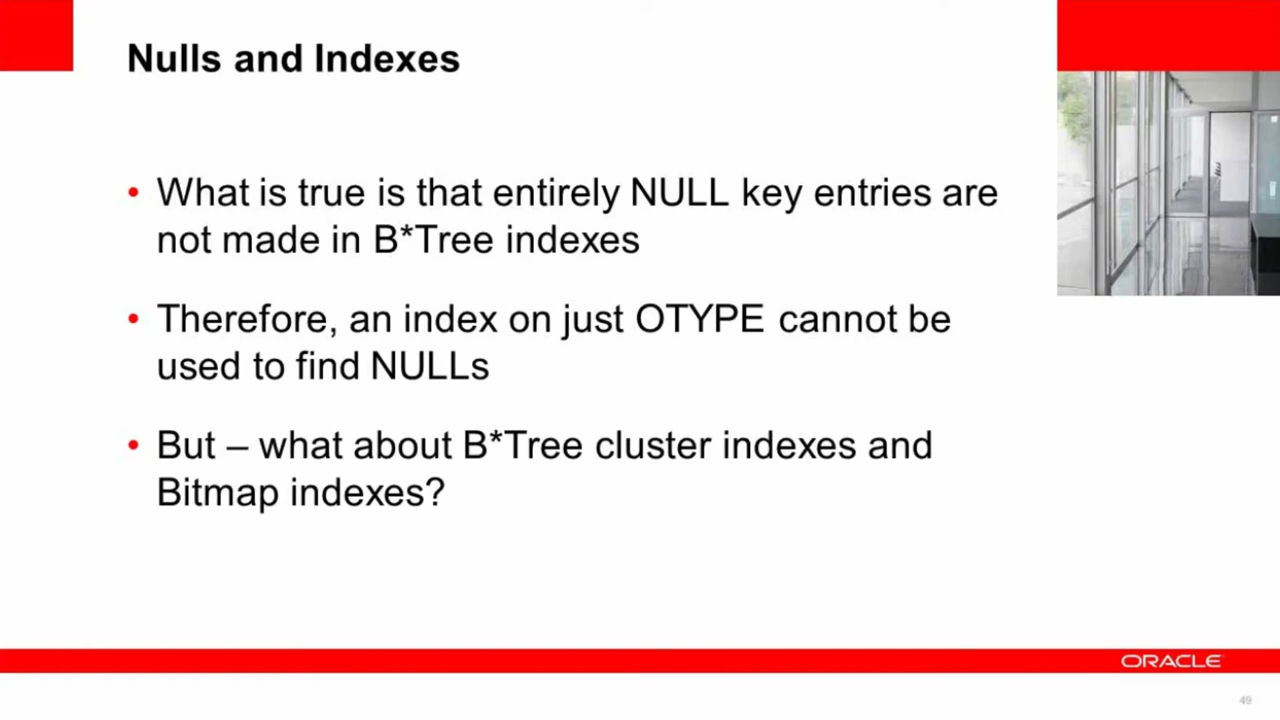 Nulls and Indexes
• What is true is that entirely NULL key entries are
not made in B*Tree indexes
• Therefore, an index on just OTYPE cannot be
used to find NULLs
• But – what about B*Tree cluster indexes and
Bitmap indexes?
ORACLE
49